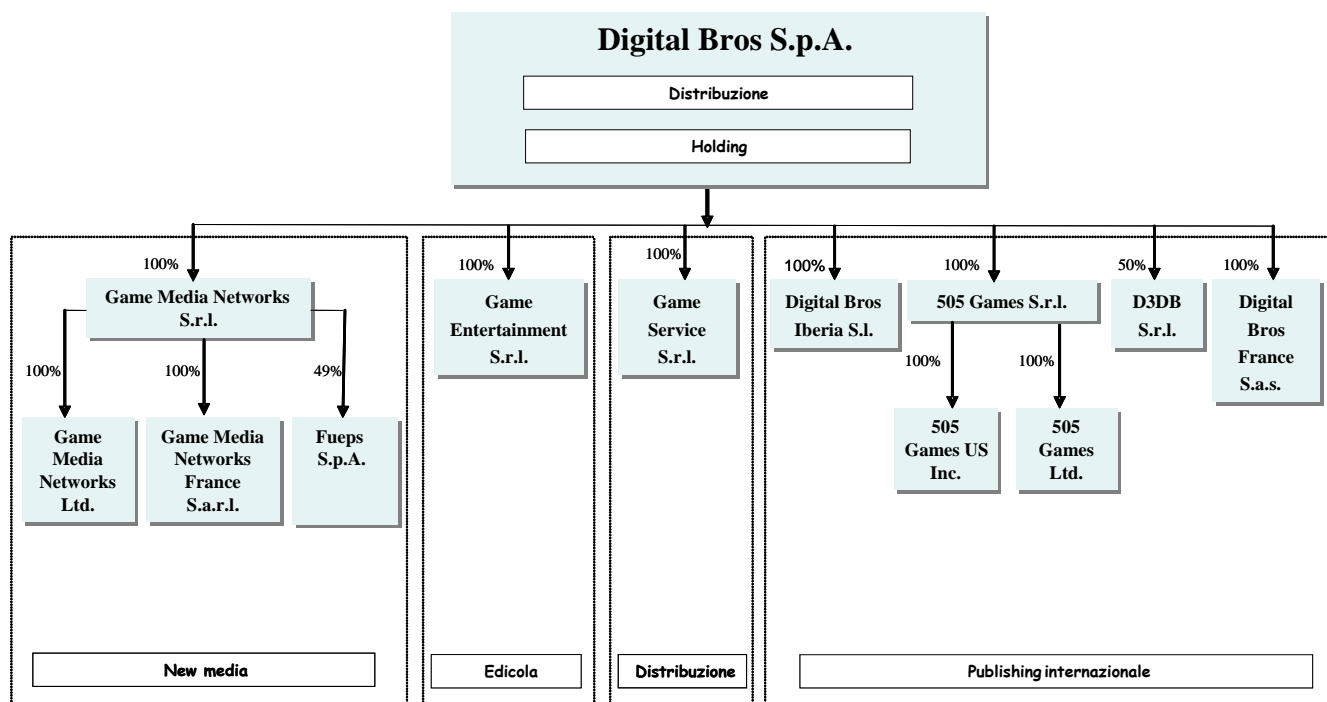 Digital Bros S.p.A.
Distribuzione
Holding
100%
Game Media Networks
S.r.l.
100%
Game
Media
Networks
Ltd.
100%
Game Media
Networks
France
S.a.r.l.
49%
Fueps
S.p.A.
New media
100%
Game
Entertainment
S.r.l.
Edicola
100%
Game
Service
S.r.l.
Distribuzione
100%
Digital Bros
Iberia S.l.
100%
505 Games S.r.l.
100%
505
Games US
Inc.
100%
505
Games
Ltd.
50%
D3DB
S.r.l.
100%
Digital
Bros
France
S.a.s.
Publishing internazionale